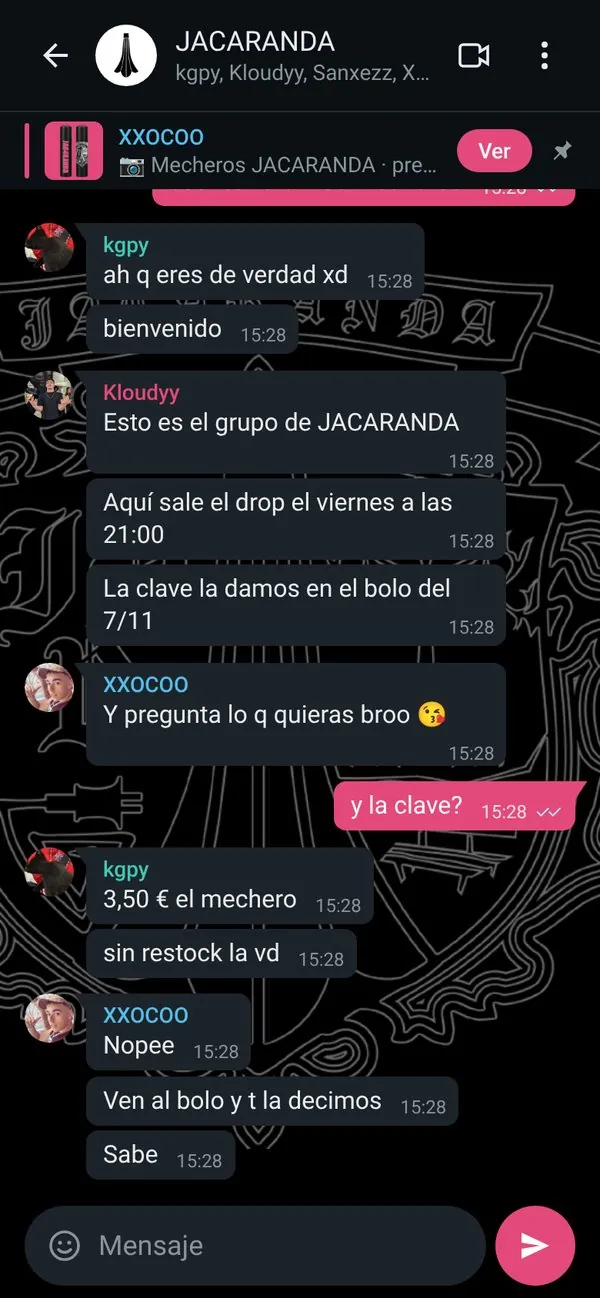 JACARANDA
kgpy, Kloudyy, Sanxezz, X...
XXOCOO
Mecheros JACARANDA · pre...
Ver
15:28
kgpy
ah q eres de verdad xd 15:28
JACARANDA
bienvenido 15:28
Kloudyy
Esto es el grupo de JACARANDA
15:28
Aquí sale el drop el viernes a las
21:00 15:28
La clave la damos en el bolo del
7/11 15:28
XXOCOO
Y pregunta lo q quieras broo 😘
15:28
y la clave? 15:28
kgpy
3,50 € el mechero 15:28
sin restock la vd 15:28
XXOCOO
Nopee 15:28
Ven al bolo y t la decimos 15:28
Sabe 15:28
Mensaje